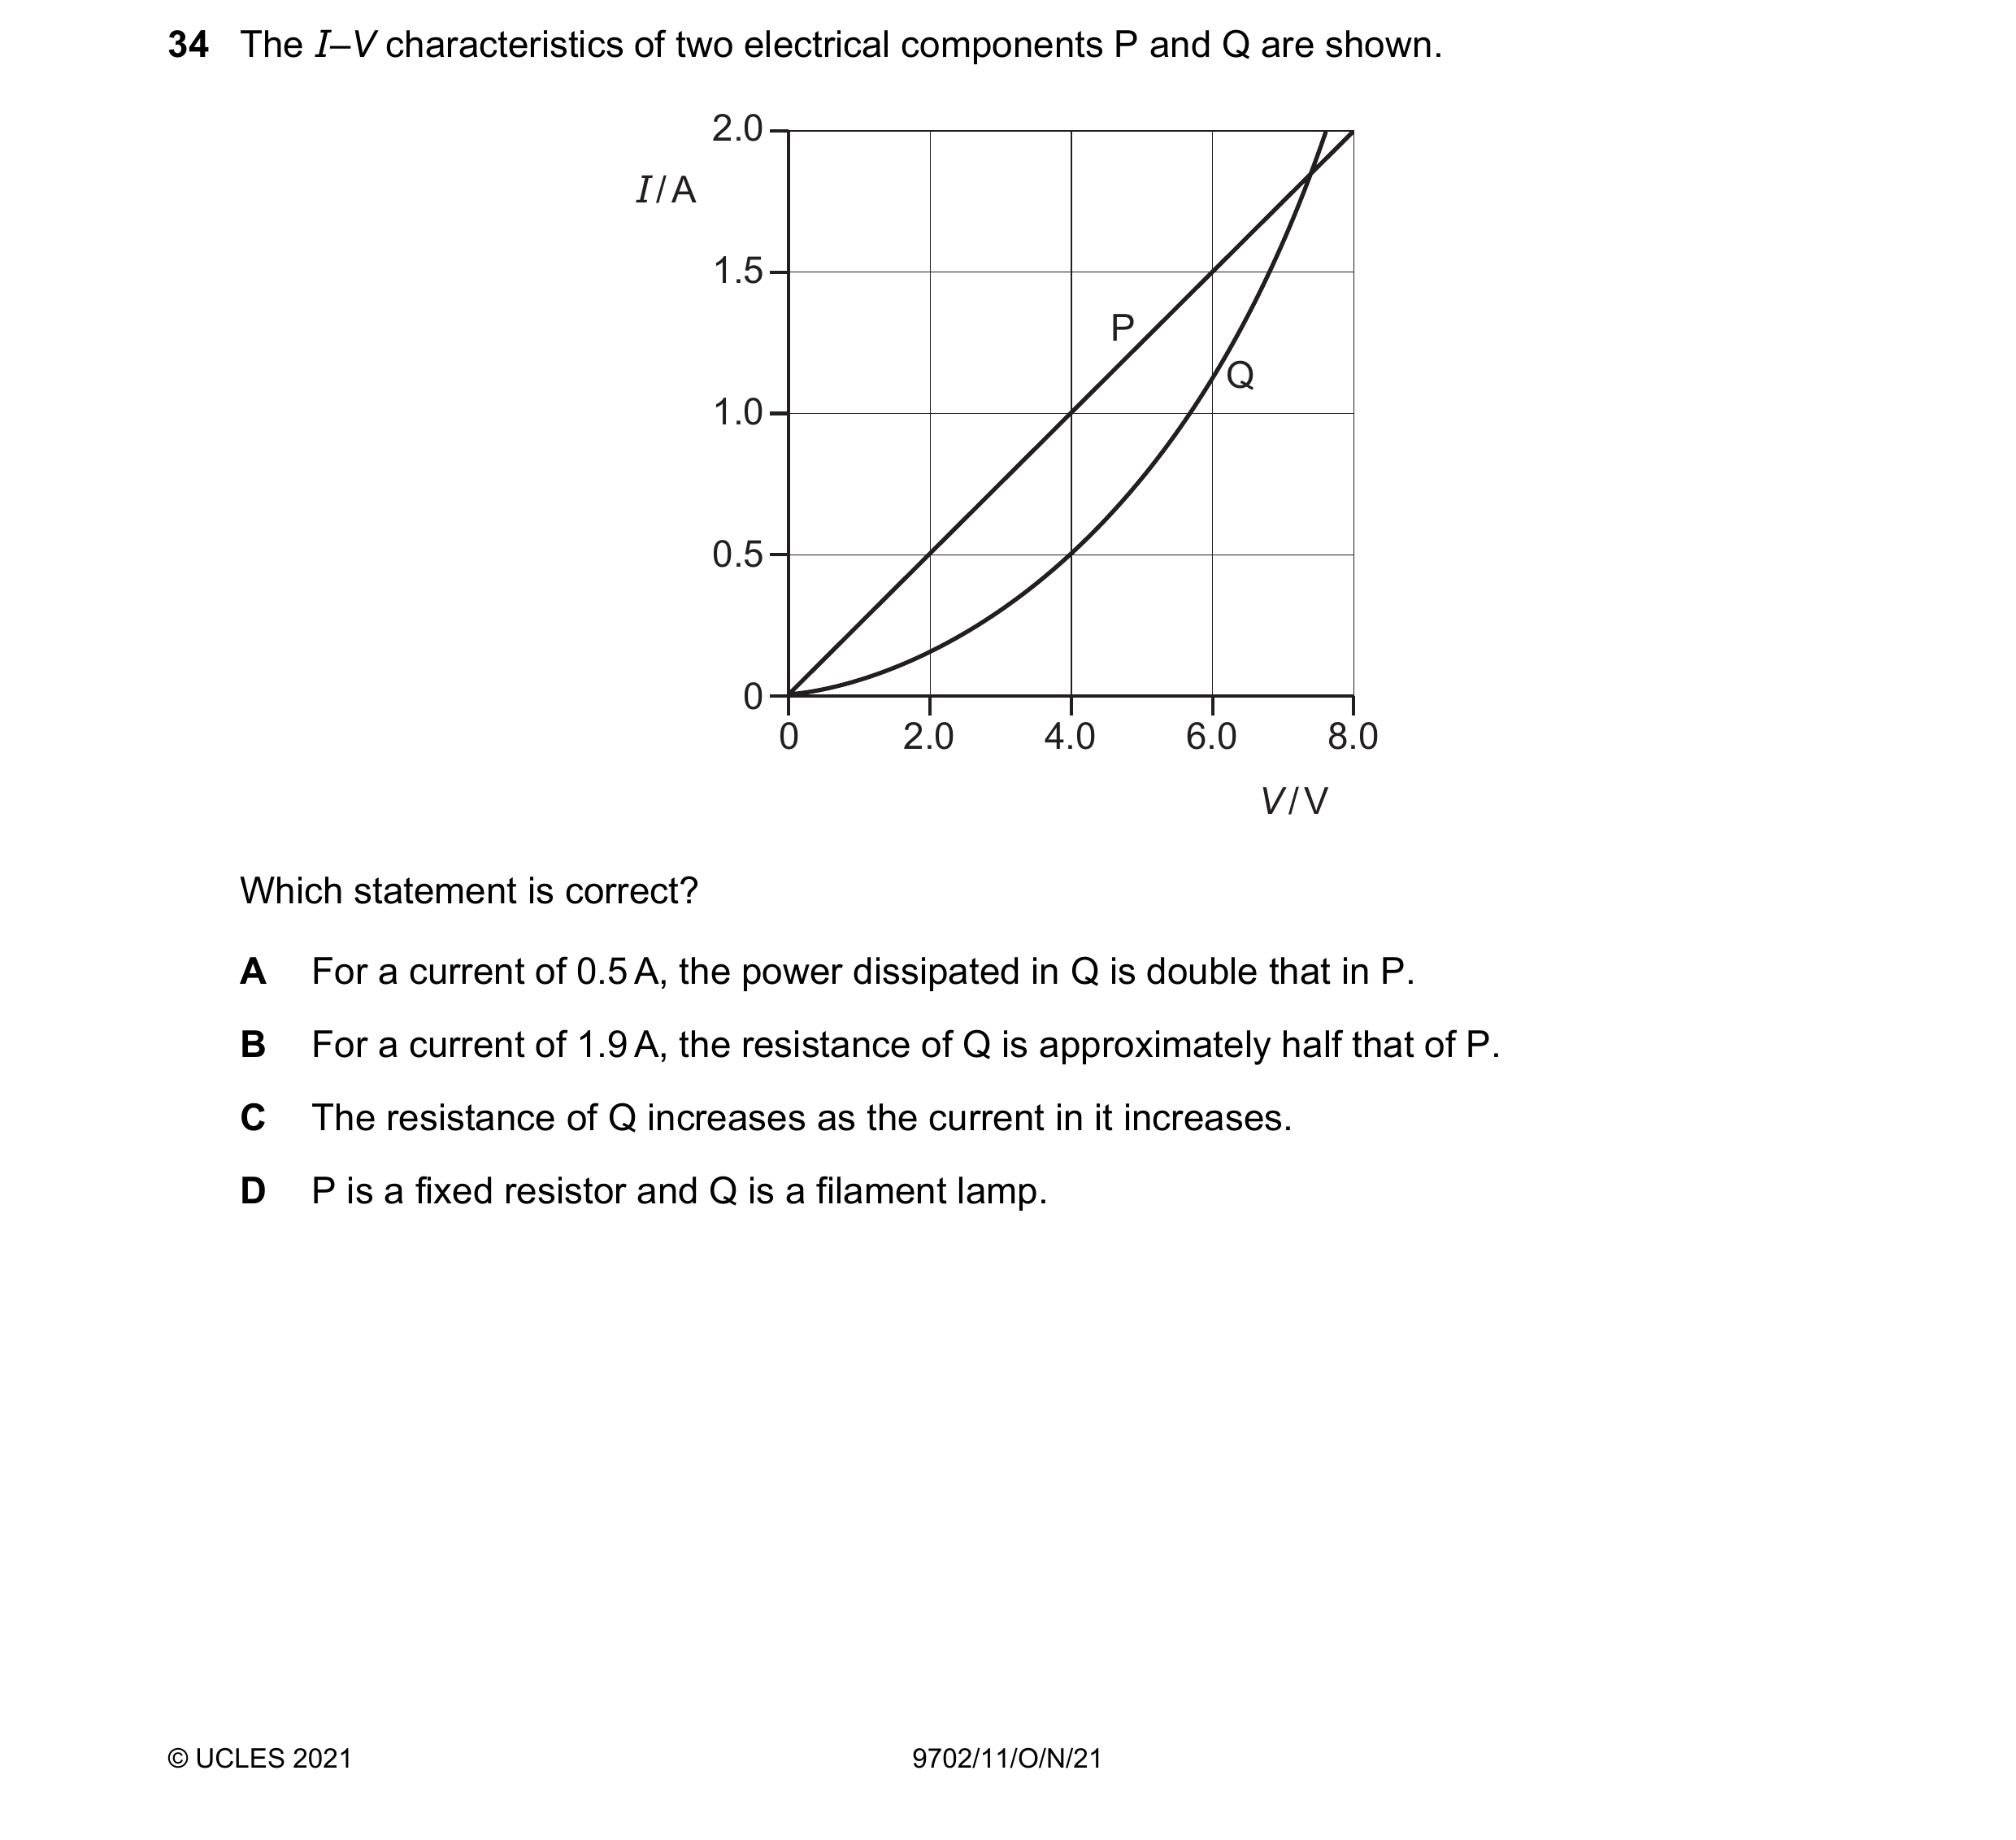 34 The I–V characteristics of two electrical components P and Q are shown.
2.0
I / A
1.5
P
Q
1.0
0.5
0
0 2.0 4.0 6.0 8.0
V / V
Which statement is correct?
A For a current of 0.5 A, the power dissipated in Q is double that in P.
B For a current of 1.9 A, the resistance of Q is approximately half that of P.
C The resistance of Q increases as the current in it increases.
D P is a fixed resistor and Q is a filament lamp.
© UCLES 2021 9702/11/O/N/21